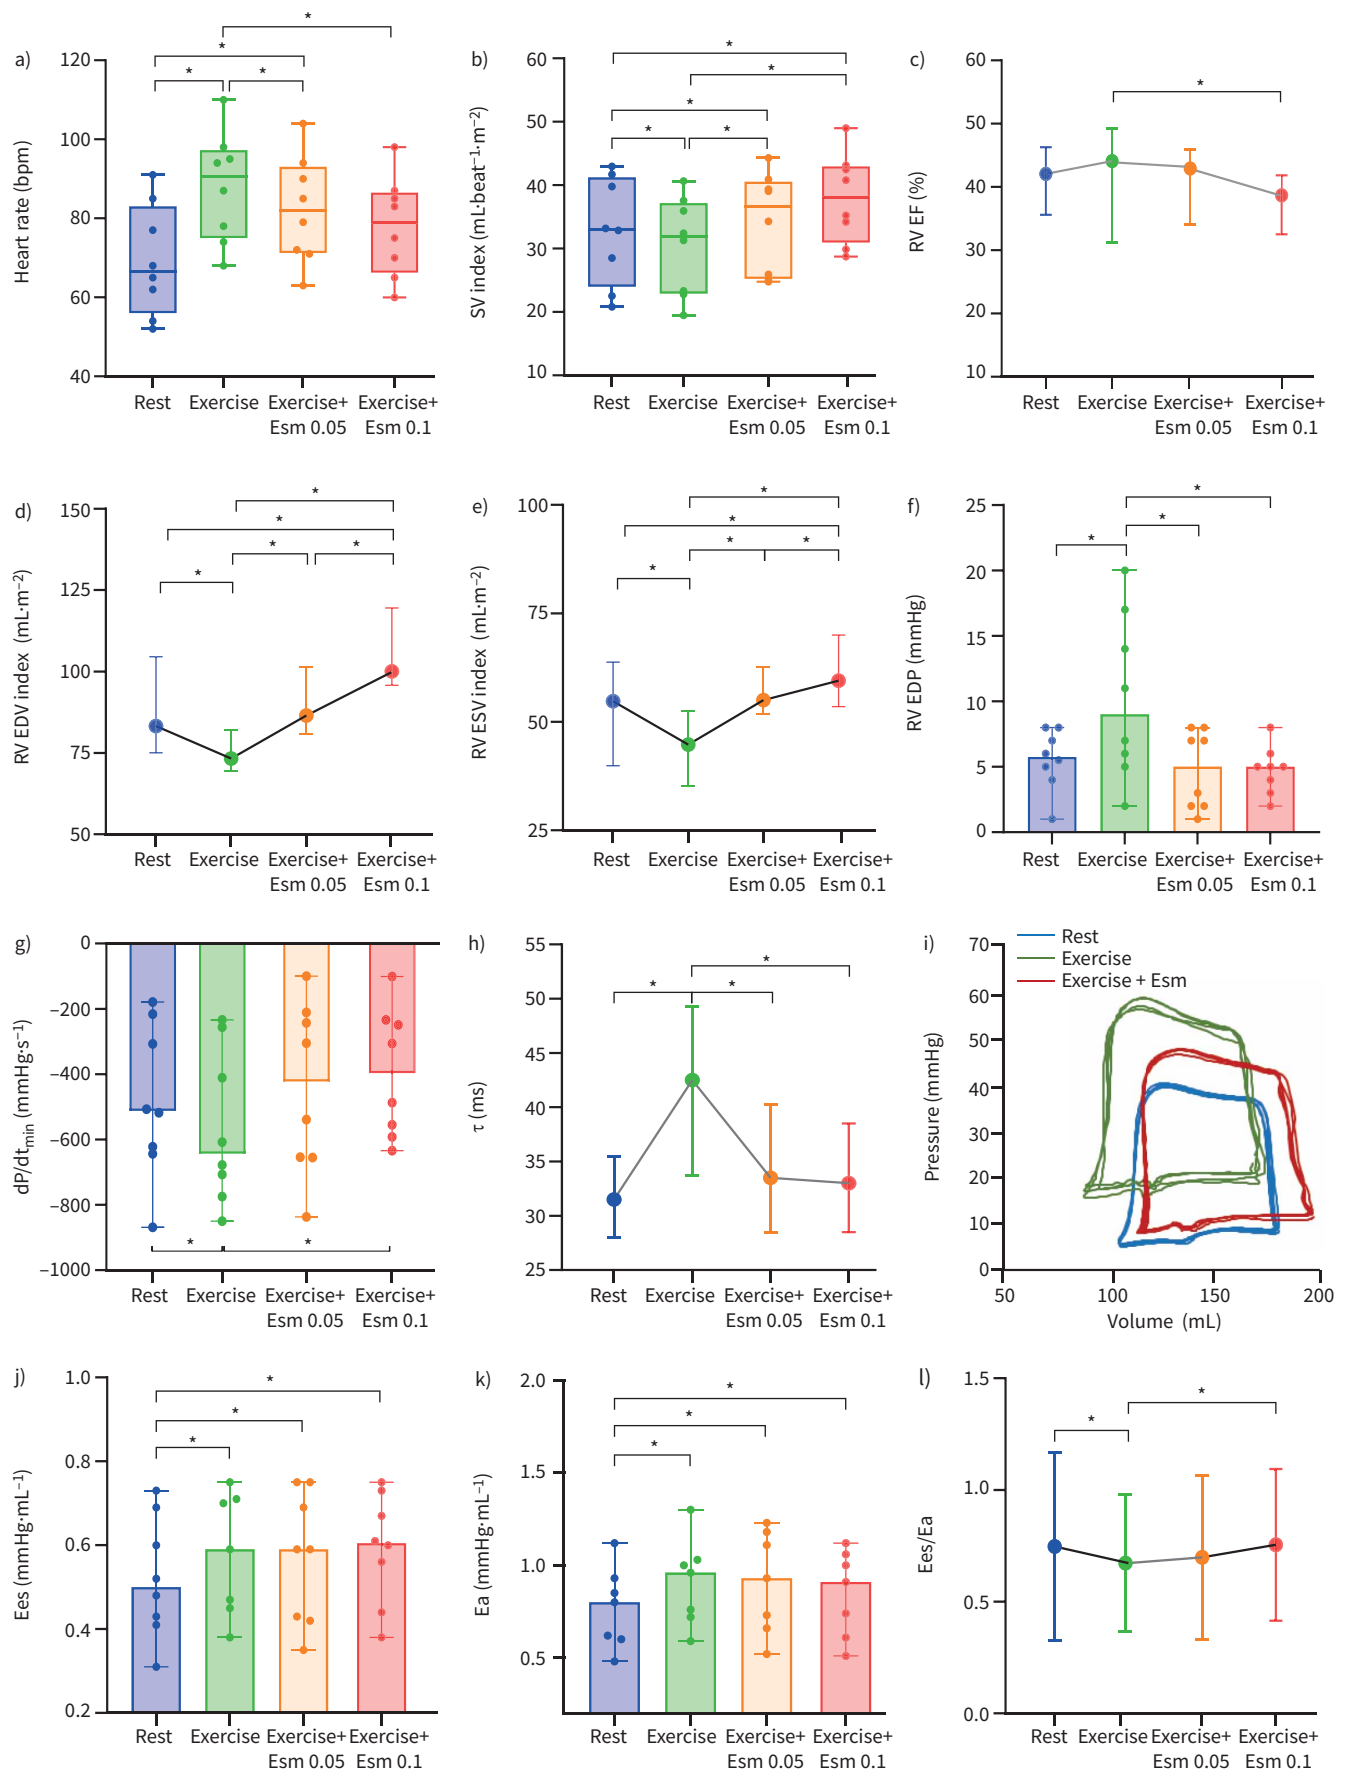 a)
Heart rate (bpm)
120
100
80
60
40
*
*
*
*
Rest
Exercise
Exercise+
Esm 0.05
Exercise+
Esm 0.1
b)
SV index (mL·beat⁻¹·m⁻²)
60
50
40
30
20
10
*
*
*
*
*
Rest
Exercise
Exercise+
Esm 0.05
Exercise+
Esm 0.1
c)
RV EF (%)
60
50
40
30
20
10
*
Rest
Exercise
Exercise+
Esm 0.05
Exercise+
Esm 0.1
d)
RV EDV index (mL·m⁻²)
150
125
100
75
50
*
*
*
*
*
Rest
Exercise
Exercise+
Esm 0.05
Exercise+
Esm 0.1
e)
RV ESV index (mL·m⁻²)
100
75
50
25
*
*
*
*
*
Rest
Exercise
Exercise+
Esm 0.05
Exercise+
Esm 0.1
f)
RV EDP (mmHg)
25
20
15
10
5
0
*
*
*
Rest
Exercise
Exercise+
Esm 0.05
Exercise+
Esm 0.1
g)
dP/dtmin (mmHg·s⁻¹)
0
−200
−400
−600
−800
−1000
*
*
Rest
Exercise
Exercise+
Esm 0.05
Exercise+
Esm 0.1
h)
τ (ms)
55
50
45
42
35
30
25
*
*
*
Rest
Exercise
Exercise+
Esm 0.05
Exercise+
Esm 0.1
i)
Pressure (mmHg)
70
60
50
40
30
20
10
0
Rest
Exercise
Exercise + Esm
50
100
150
200
Volume (mL)
j)
Ees (mmHg·mL⁻¹)
1.0
0.8
0.6
0.4
0.2
*
*
*
Rest
Exercise
Exercise+
Esm 0.05
Exercise+
Esm 0.1
k)
Ea (mmHg·mL⁻¹)
2.0
1.5
1.0
0.5
*
*
*
Rest
Exercise
Exercise+
Esm 0.05
Exercise+
Esm 0.1
l)
Ees/Ea
1.5
1.0
0.5
0.0
*
*
Rest
Exercise
Exercise+
Esm 0.05
Exercise+
Esm 0.1